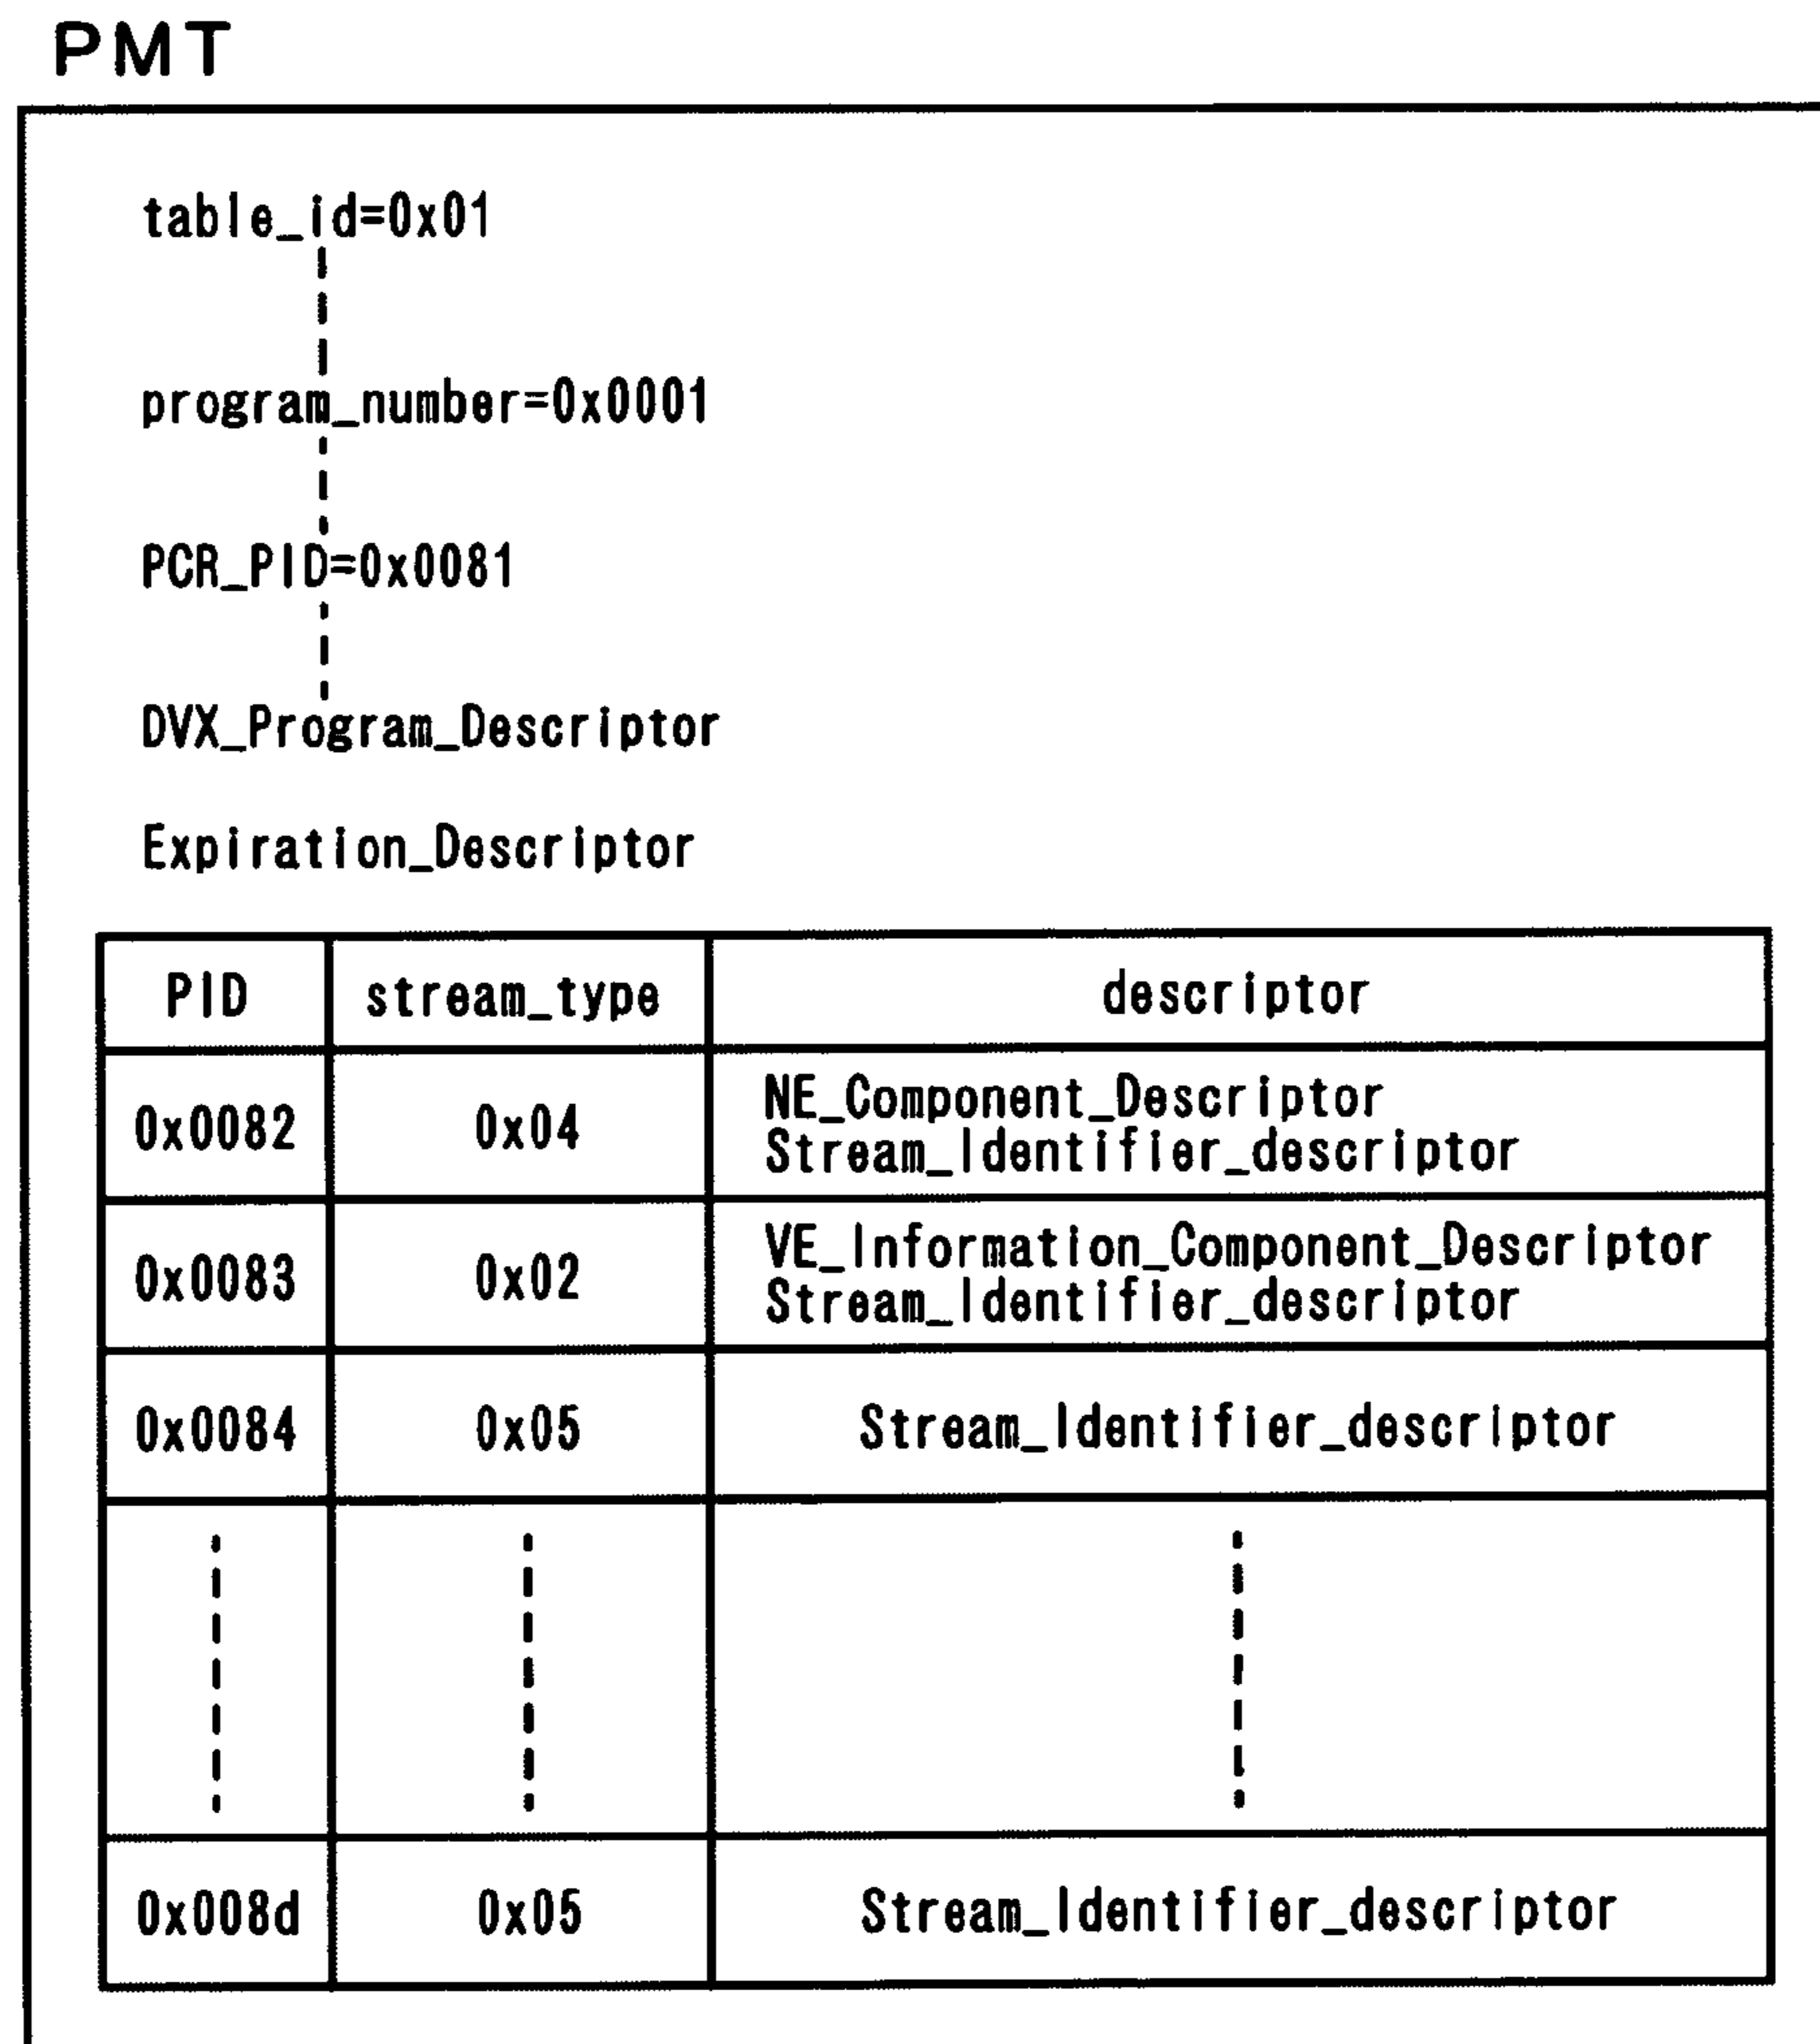 PMT
table_id=0x01
program_number=0x0001
PCR_PID=0x0081
DVX_Program_Descriptor
Expiration_Descriptor
PID stream_type descriptor
0x0082 0x04 NE_Component_Descriptor
Stream_Identifier_descriptor
0x0083 0x02 VE_Information_Component_Descriptor
Stream_Identifier_descriptor
0x0084 0x05 Stream_Identifier_descriptor
0x008d 0x05 Stream_Identifier_descriptor